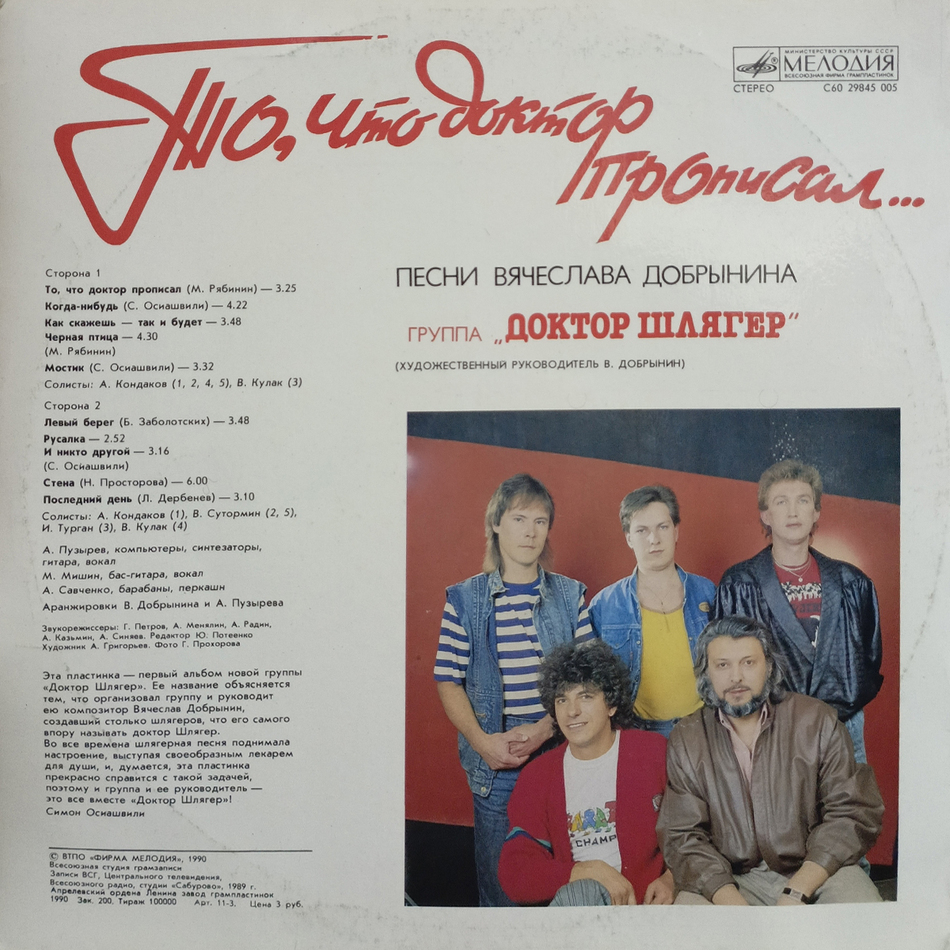 То, что доктор
прописал...
МИНИСТЕРСТВО КУЛЬТУРЫ СССР
МЕЛОДИЯ
ВСЕСОЮЗНАЯ ФИРМА ГРАМПЛАСТИНОК
СТЕРЕО С60 29845 005
ПЕСНИ ВЯЧЕСЛАВА ДОБРЫНИНА
ГРУППА „ДОКТОР ШЛЯГЕР”
(ХУДОЖЕСТВЕННЫЙ РУКОВОДИТЕЛЬ В. ДОБРЫНИН)
Сторона 1
То, что доктор прописал (М. Рябинин) — 3.25
Когда-нибудь (С. Осиашвили) — 4.22
Как скажешь — так и будет — 3.48
Черная птица — 4.30
(М. Рябинин)
Мостик (С. Осиашвили) — 3.32
Солисты: А. Кондаков (1, 2, 4, 5), В. Кулак (3)
Сторона 2
Левый берег (Б. Заболотских) — 3.48
Русалка — 2.52
И никто другой — 3.16
(С. Осиашвили)
Стена (Н. Просторова) — 6.00
Последний день (Л. Дербенев) — 3.10
Солисты: А. Кондаков (1), В. Сутормин (2, 5),
И. Турган (3), В. Кулак (4)
А. Пузырев, компьютеры, синтезаторы,
гитара, вокал
М. Мишин, бас-гитара, вокал
А. Савченко, барабаны, перкашн
Аранжировки В. Добрынина и А. Пузырева
Звукорежиссеры: Г. Петров, А. Менялин, А. Радин,
А. Казьмин, А. Синяев. Редактор Ю. Потеенко
Художник А. Григорьев. Фото Г. Прохорова
Эта пластинка — первый альбом новой группы
«Доктор Шлягер». Ее название объясняется
тем, что организовал группу и руководит
ею композитор Вячеслав Добрынин,
создавший столько шлягеров, что его самого
впору называть доктор Шлягер.
Во все времена шлягерная песня поднимала
настроение, выступая своеобразным лекарем
для души, и, думается, эта пластинка
прекрасно справится с такой задачей,
поэтому и группа и ее руководитель —
это все вместе «Доктор Шлягер»!
Симон Осиашвили
© ВТПО «ФИРМА МЕЛОДИЯ», 1990
Всесоюзная студия грамзаписи
Записи ВСГ, Центрального телевидения,
Всесоюзного радио, студии «Сабурово», 1989 г.
Апрелевский ордена Ленина завод грампластинок
1990 Зак. 200. Тираж 100000 Арт. 11-3. Цена 3 руб.
KARATE
CHAMP